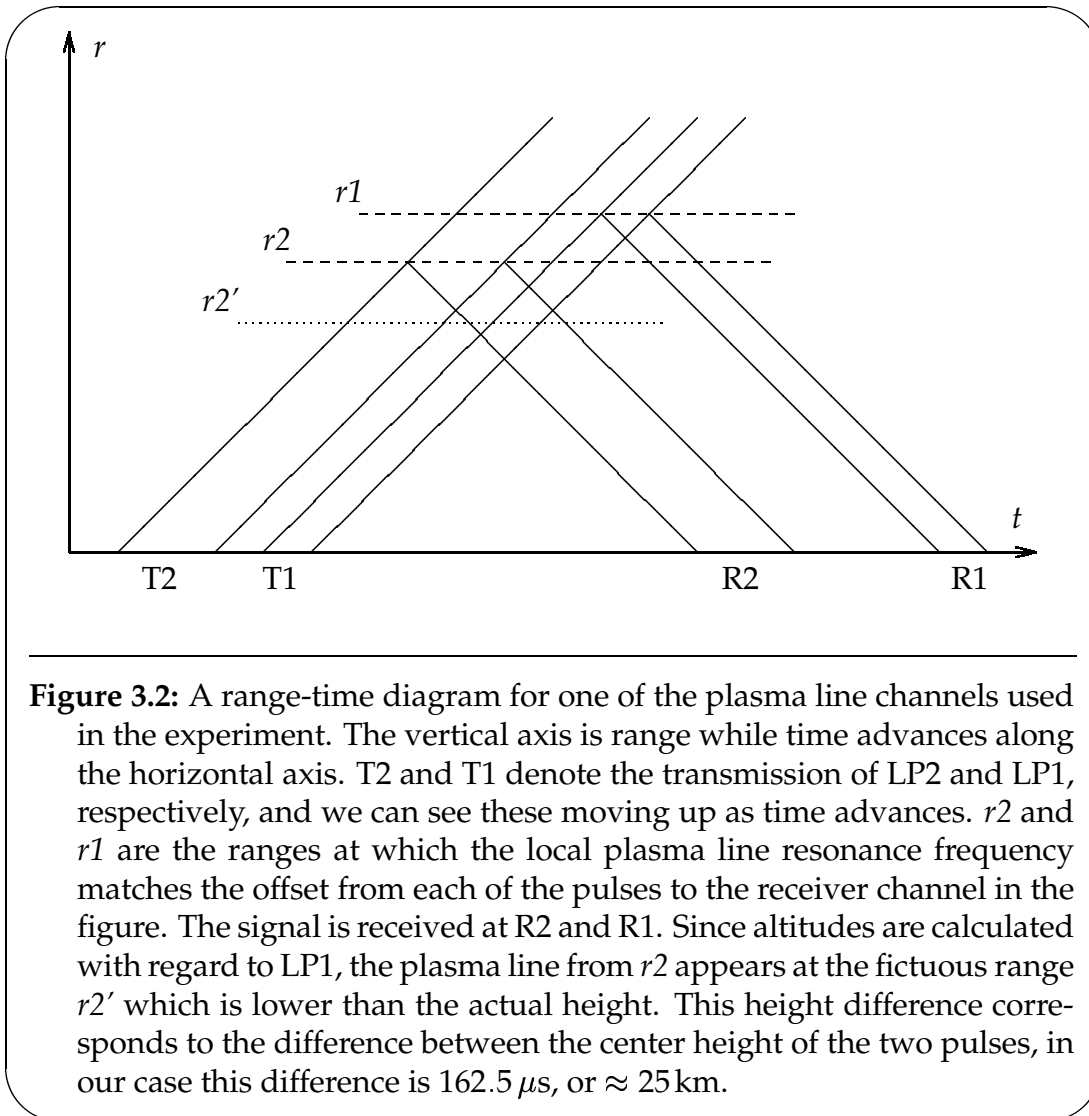 r
r1
r2
r2’
t
T2 T1 R2 R1
Figure 3.2: A range-time diagram for one of the plasma line channels used
in the experiment. The vertical axis is range while time advances along
the horizontal axis. T2 and T1 denote the transmission of LP2 and LP1,
respectively, and we can see these moving up as time advances. r2 and
r1 are the ranges at which the local plasma line resonance frequency
matches the offset from each of the pulses to the receiver channel in the
figure. The signal is received at R2 and R1. Since altitudes are calculated
with regard to LP1, the plasma line from r2 appears at the fictuous range
r2’ which is lower than the actual height. This height difference corre-
sponds to the difference between the center height of the two pulses, in
our case this difference is 162.5 μs, or ≈ 25 km.